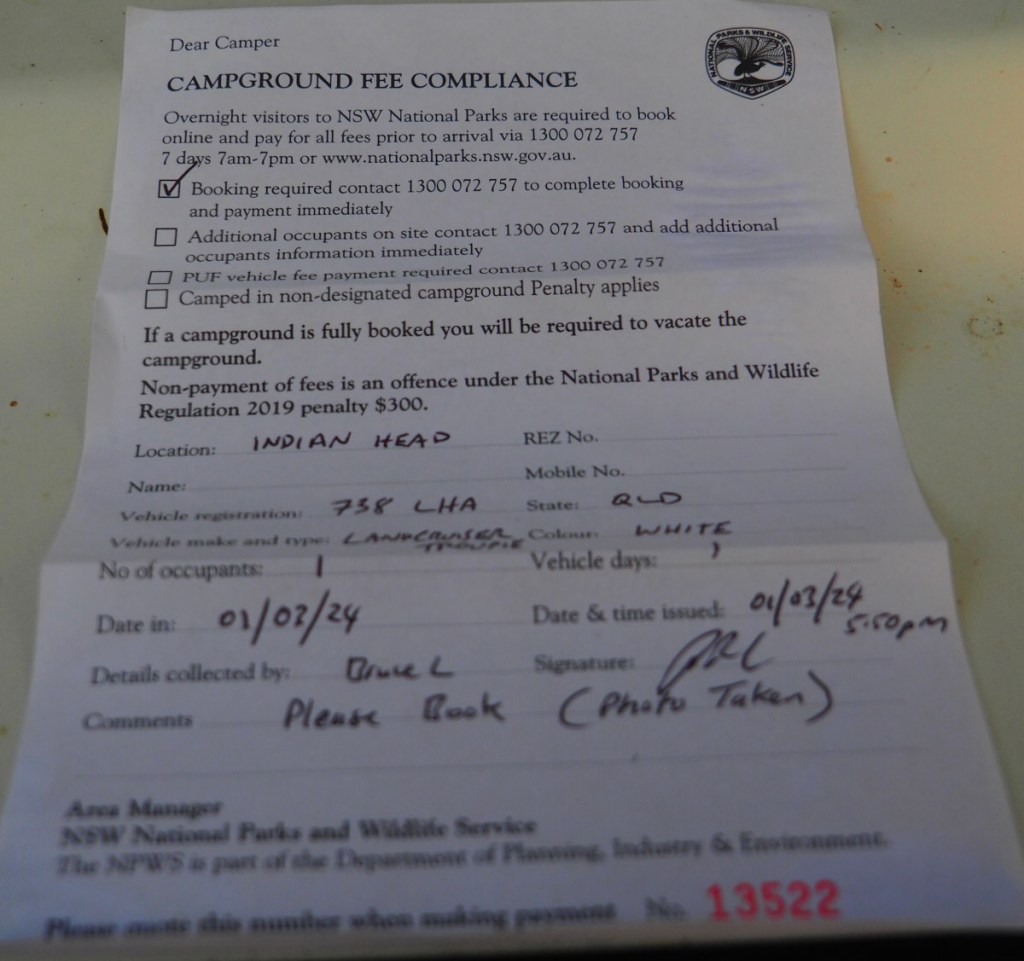 Dear Camper
NATIONAL PARKS & WILDLIFE SERVICE
NSW
CAMPGROUND FEE COMPLIANCE
Overnight visitors to NSW National Parks are required to book
online and pay for all fees prior to arrival via 1300 072 757
7 days 7am-7pm or www.nationalparks.nsw.gov.au.
Booking required contact 1300 072 757 to complete booking
and payment immediately
Additional occupants on site contact 1300 072 757 and add additional
occupants information immediately
PUF vehicle fee payment required contact 1300 072 757
Camped in non-designated campground Penalty applies
If a campground is fully booked you will be required to vacate the
campground.
Non-payment of fees is an offence under the National Parks and Wildlife
Regulation 2019 penalty $300.
Location: INDIAN HEAD REZ No.
Name: Mobile No.
Vehicle registration: 738 LHA State: QLD
Vehicle make and type: LANDCRUISER TROOPIE Colour: WHITE
No of occupants: 1 Vehicle days:
Date in: 01/03/24 Date & time issued: 01/03/24 5:50pm
Details collected by: Bruce L Signature:
Comments Please Book (Photo Taken)
Area Manager
NSW National Parks and Wildlife Service
The NPWS is part of the Department of Planning, Industry & Environment.
Please quote this number when making payment No. 13522